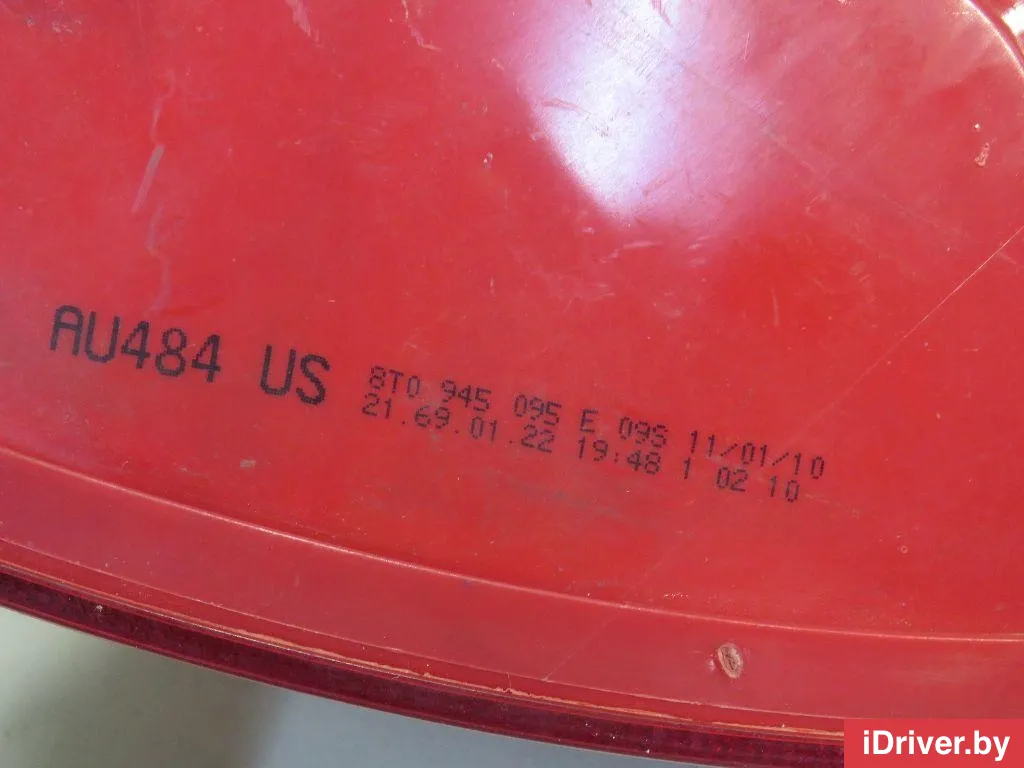 AU484 US
8T0 945 095 E 09S 11/01/10
21.69.01.22 19:48 1 02 10
iDriver.by